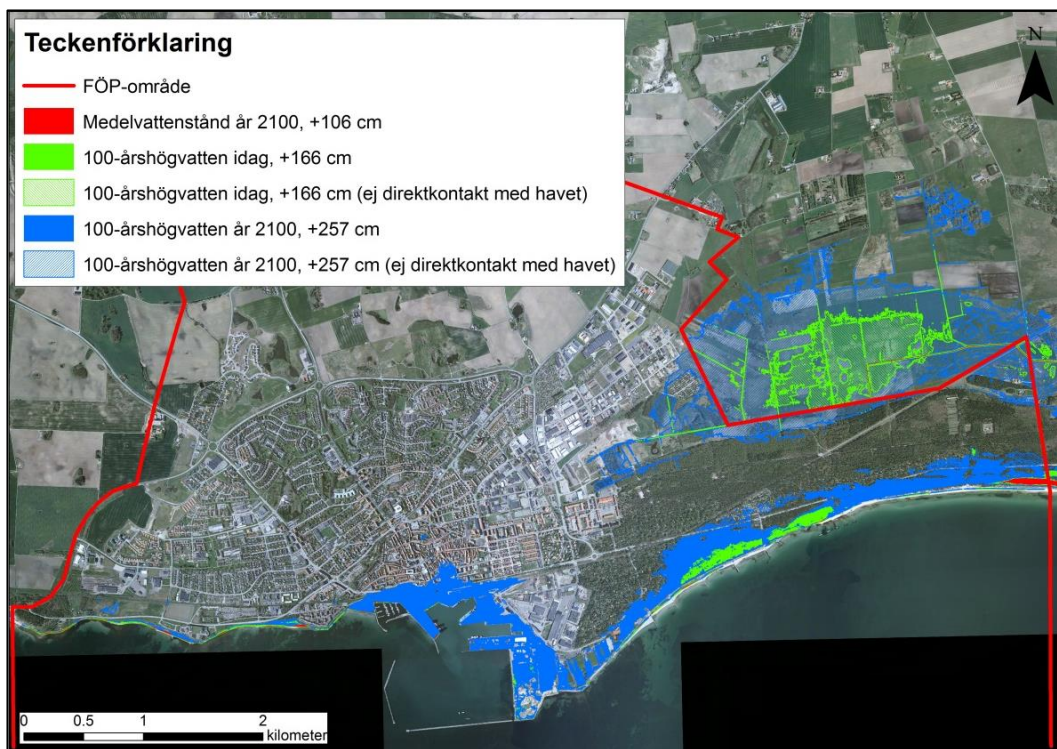 Teckenförklaring
FÖP-område
Medelvattenstånd år 2100, +106 cm
100-årshögvatten idag, +166 cm
100-årshögvatten idag, +166 cm (ej direktkontakt med havet)
100-årshögvatten år 2100, +257 cm
100-årshögvatten år 2100, +257 cm (ej direktkontakt med havet)
N
0 0.5 1 2
kilometer